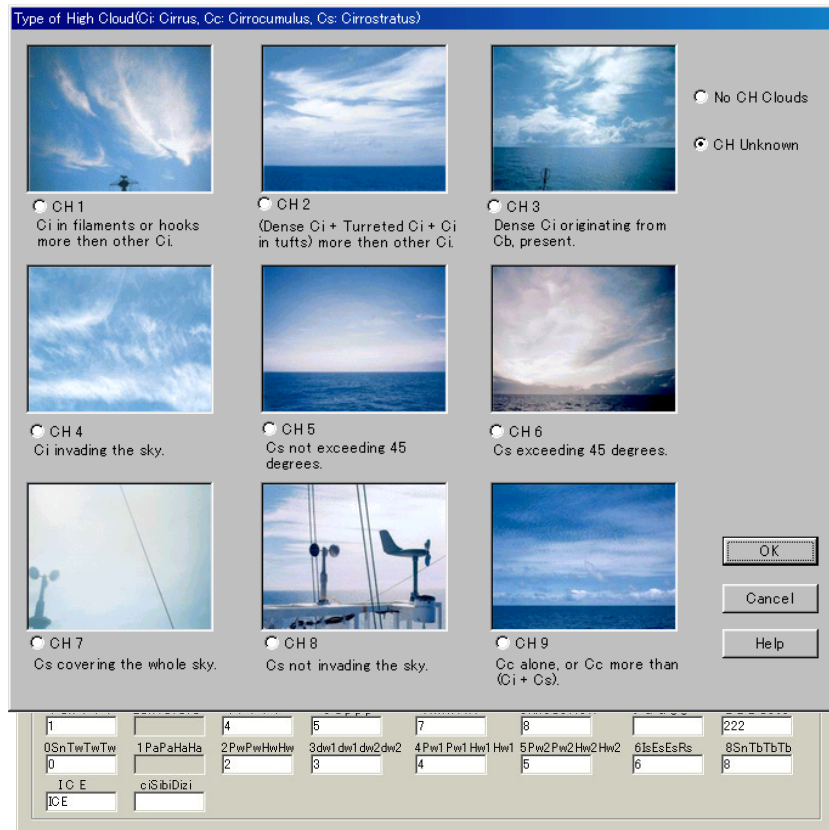 Type of High Cloud(Ci: Cirrus, Cc: Cirrocumulus, Cs: Cirrostratus)
No CH Clouds
CH Unknown
CH 1
Ci in filaments or hooks
more then other Ci.
CH 2
(Dense Ci + Turreted Ci + Ci
in tufts) more then other Ci.
CH 3
Dense Ci originating from
Cb, present.
CH 4
Ci invading the sky.
CH 5
Cs not exceeding 45
degrees.
CH 6
Cs exceeding 45 degrees.
CH 7
Cs covering the whole sky.
CH 8
Cs not invading the sky.
CH 9
Cc alone, or Cc more than
(Ci + Cs).
OK
Cancel
Help
1 4 5 7 8 222
0SnTwTwTw 1PaPaHaHa 2PwPwHwHw 3dw1dw1dw2dw2 4Pw1Pw1Hw1Hw1 5Pw2Pw2Hw2Hw2 6IsEsEsRs 8SnTbTbTb
0 2 3 4 5 6 8
ICE ciSibiDizi
ICE